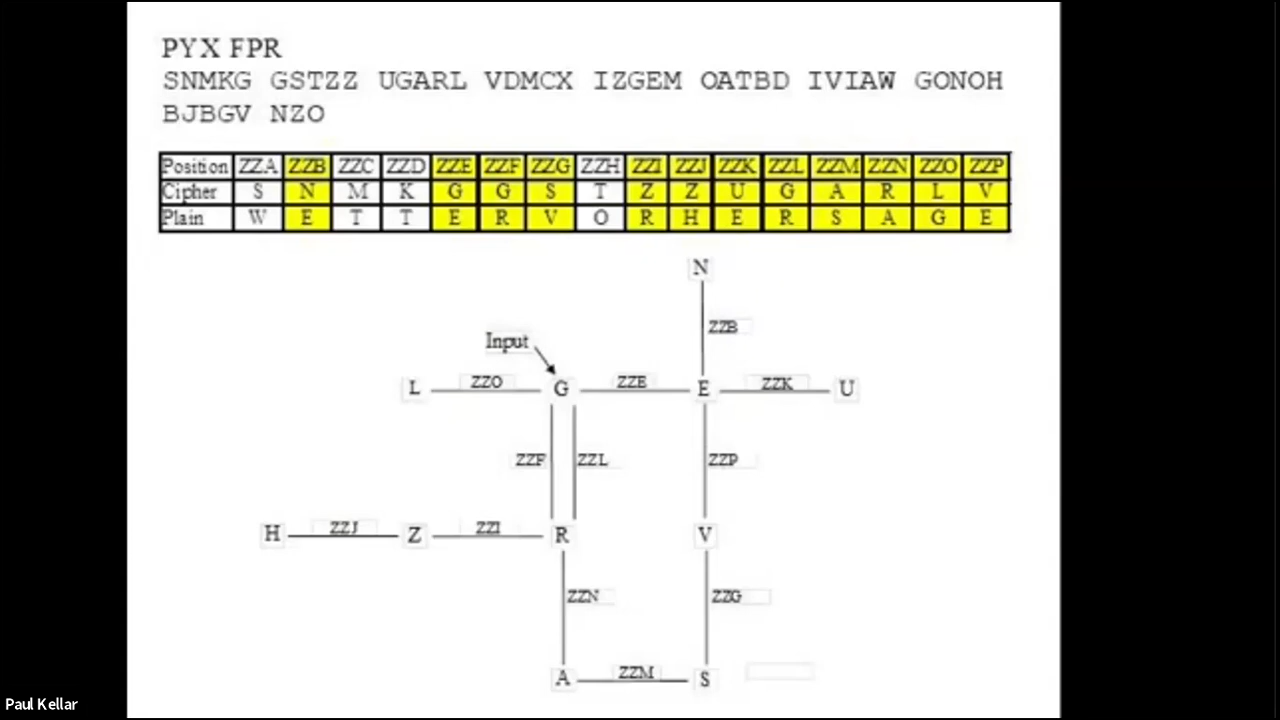 PYX FPR
SNMKG GSTZZ UGARL VDMCX IZGEM OATBD IVIAW GONOH
BJBGV NZO
Position ZZA ZZB ZZC ZZD ZZE ZZF ZZG ZZH ZZI ZZJ ZZK ZZL ZZM ZZN ZZO ZZP
Cipher S N M K G G S T Z Z U G A R L V
Plain W E T T E R V O R H E R S A G E
N
ZZB
Input
L ZZO G ZZE E ZZK U
ZZF ZZL ZZP
H ZZJ Z ZZI R V
ZZN ZZG
A ZZM S
Paul Kellar